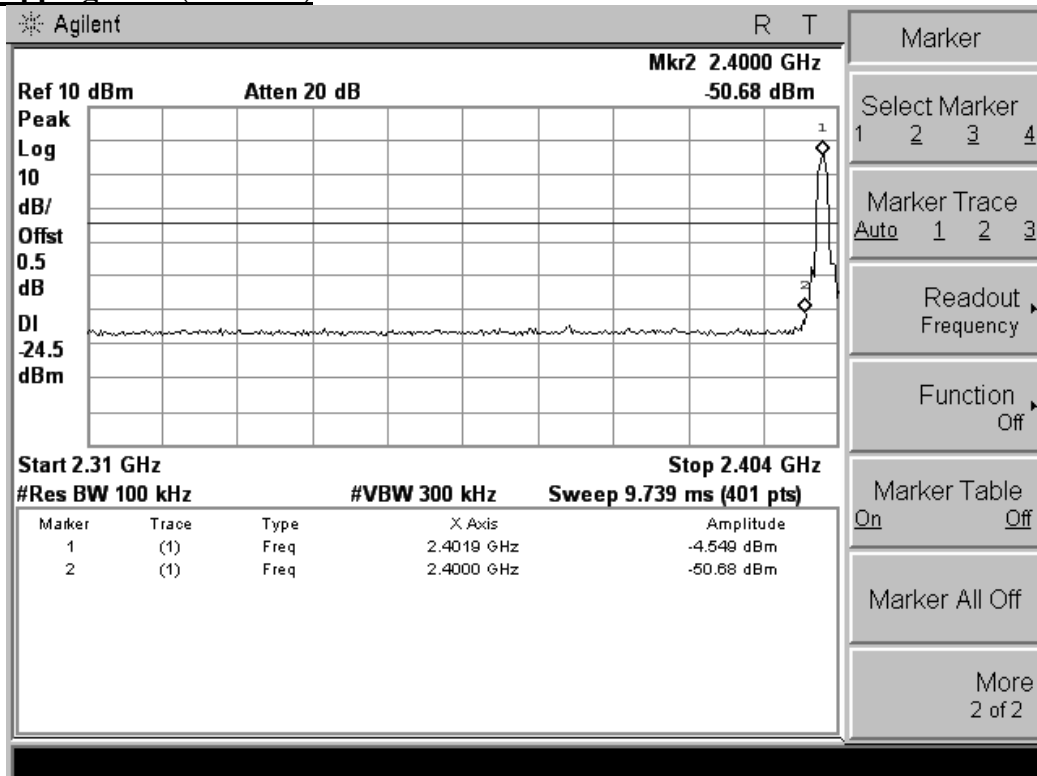 Agilent R T
Mkr2 2.4000 GHz
Ref 10 dBm Atten 20 dB -50.68 dBm
Peak
Log
10
dB/
Offst
0.5
dB
DI
-24.5
dBm
1
2
Start 2.31 GHz Stop 2.404 GHz
#Res BW 100 kHz #VBW 300 kHz Sweep 9.739 ms (401 pts)
Marker Trace Type X Axis Amplitude
1 (1) Freq 2.4019 GHz -4.549 dBm
2 (1) Freq 2.4000 GHz -50.68 dBm
Marker
Select Marker
1 2 3 4
Marker Trace
Auto 1 2 3
Readout
Frequency
Function
Off
Marker Table
On Off
Marker All Off
More
2 of 2